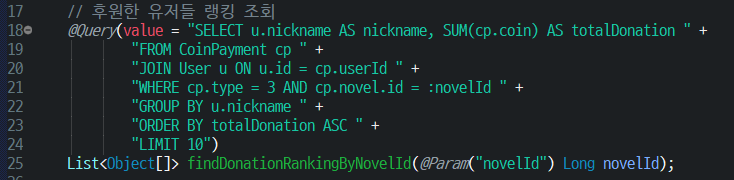 17 // 후원한 유저들 랭킹 조회
18 @Query(value = "SELECT u.nickname AS nickname, SUM(cp.coin) AS totalDonation " +
19 "FROM CoinPayment cp " +
20 "JOIN User u ON u.id = cp.userId " +
21 "WHERE cp.type = 3 AND cp.novel.id = :novelId " +
22 "GROUP BY u.nickname " +
23 "ORDER BY totalDonation ASC " +
24 "LIMIT 10")
25 List<Object[]> findDonationRankingByNovelId(@Param("novelId") Long novelId);